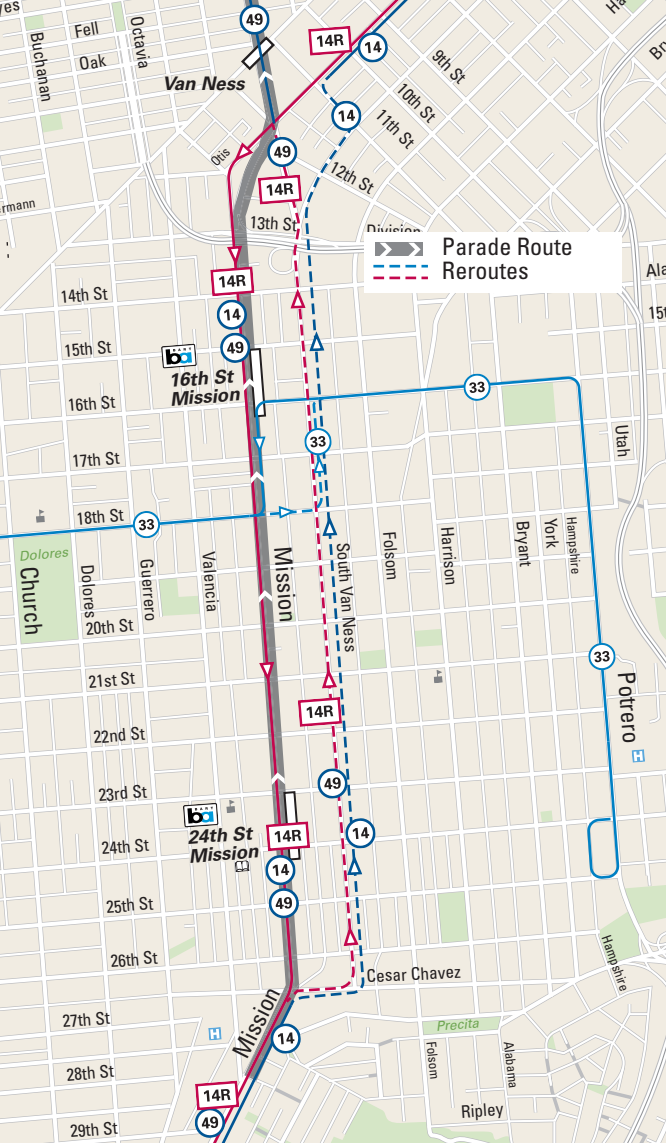 yes
Fell
Oak
Octavia
Buchanan
49
14R
14
9th St
10th St
11th St
Van Ness
14
Otis
49
12th St
14R
13th St
Division
Parade Route
Reroutes
14R
14th St
14
49
15th St
ba
16th St
Mission
16th St
33
33
Utah
17th St
18th St
33
Dolores
Church
Dolores
Guerrero
Valencia
Mission
South Van Ness
Folsom
Harrison
Bryant
York
Hampshire
20th St
33
21st St
Potrero
14R
22nd St
H
23rd St
49
ba
24th St
Mission
24th St
14R
14
14
49
25th St
26th St
Cesar Chavez
Hampshire
Mission
27th St
H
14
Precita
Folsom
Alabama
28th St
14R
49
29th St
Ripley